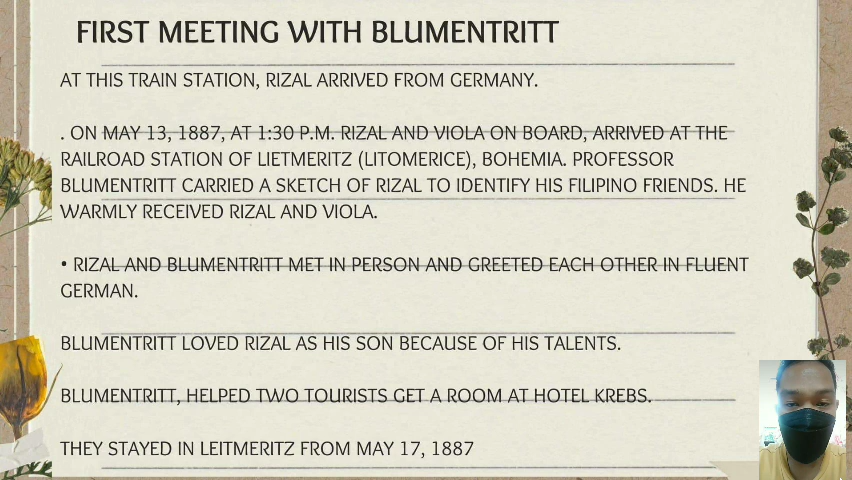 FIRST MEETING WITH BLUMENTRITT
AT THIS TRAIN STATION, RIZAL ARRIVED FROM GERMANY.
. ON MAY 13, 1887, AT 1:30 P.M. RIZAL AND VIOLA ON BOARD, ARRIVED AT THE
RAILROAD STATION OF LIETMERITZ (LITOMERICE), BOHEMIA. PROFESSOR
BLUMENTRITT CARRIED A SKETCH OF RIZAL TO IDENTIFY HIS FILIPINO FRIENDS. HE
WARMLY RECEIVED RIZAL AND VIOLA.
• RIZAL AND BLUMENTRITT MET IN PERSON AND GREETED EACH OTHER IN FLUENT
GERMAN.
BLUMENTRITT LOVED RIZAL AS HIS SON BECAUSE OF HIS TALENTS.
BLUMENTRITT, HELPED TWO TOURISTS GET A ROOM AT HOTEL KREBS.
THEY STAYED IN LEITMERITZ FROM MAY 17, 1887